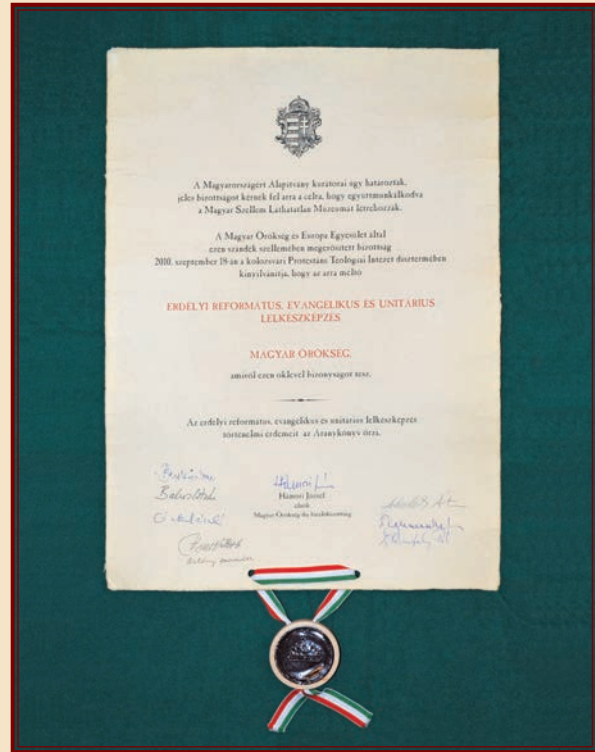 A Magyarországért Alapítvány kurátorai úgy határoztak,
jeles bizottságot kérnek fel arra a célra, hogy együttmunkálkodva
a Magyar Szellem Láthatatlan Múzeumát létrehozzák.
A Magyar Örökség és Európa Egyesület által
ezen szándék szellemében megerősített bizottság
2010. szeptember 18-án a kolozsvári Protestáns Teológiai Intézet dísztermében
kinyilvánítja, hogy az arra méltó
ERDÉLYI REFORMÁTUS, EVANGÉLIKUS ÉS UNITÁRIUS
LELKÉSZKÉPZÉS
MAGYAR ÖRÖKSÉG,
amiről ezen oklevél bizonyságot tesz.
Az erdélyi református, evangélikus és unitárius lelkészképzés
történelmi érdemeit az Aranykönyv őrzi.
Hámori József
elnök
Magyar Örökség-díj bírálóbizottság